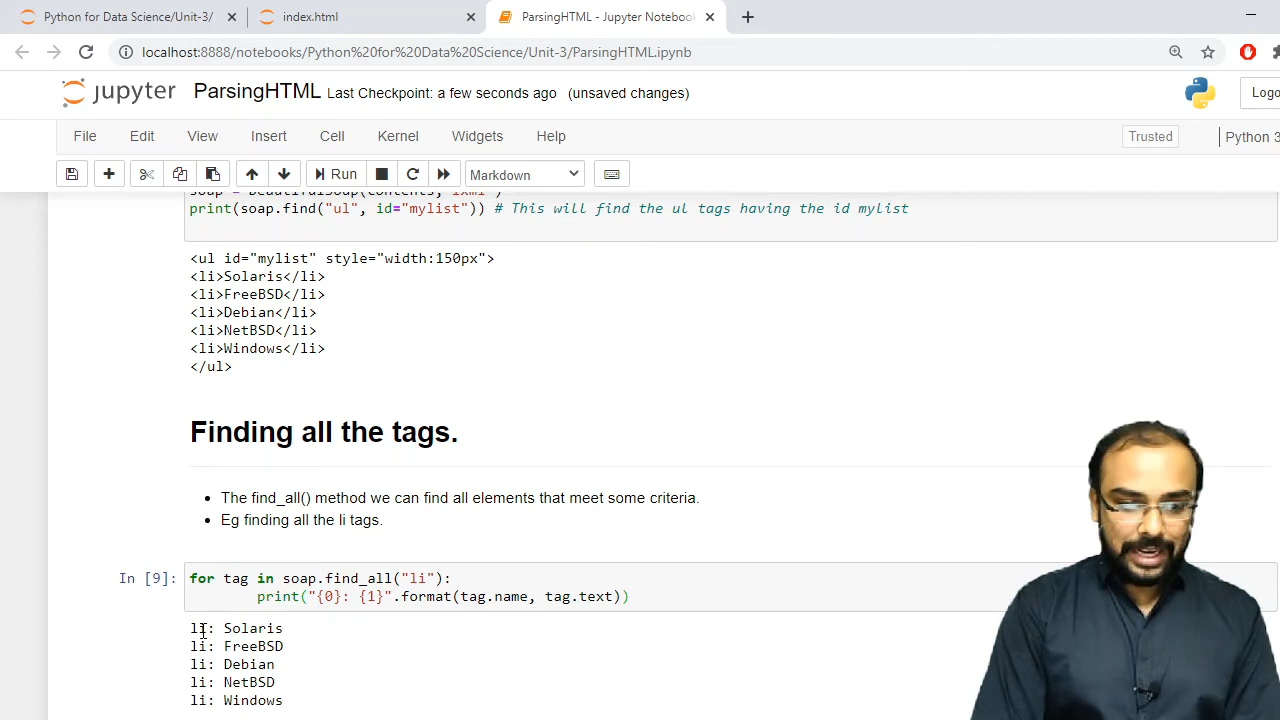 Python for Data Science/Unit-3/
index.html
ParsingHTML - Jupyter Notebook
localhost:8888/notebooks/Python%20for%20Data%20Science/Unit-3/ParsingHTML.ipynb
jupyter ParsingHTML Last Checkpoint: a few seconds ago (unsaved changes)
Logo
File Edit View Insert Cell Kernel Widgets Help
Trusted
Python 3
Run
Markdown
print(soap.find("ul", id="mylist")) # This will find the ul tags having the id mylist
<ul id="mylist" style="width:150px">
<li>Solaris</li>
<li>FreeBSD</li>
<li>Debian</li>
<li>NetBSD</li>
<li>Windows</li>
</ul>
Finding all the tags.
• The find_all() method we can find all elements that meet some criteria.
• Eg finding all the li tags.
In [9]:
for tag in soap.find_all("li"):
print("{0}: {1}".format(tag.name, tag.text))
li: Solaris
li: FreeBSD
li: Debian
li: NetBSD
li: Windows